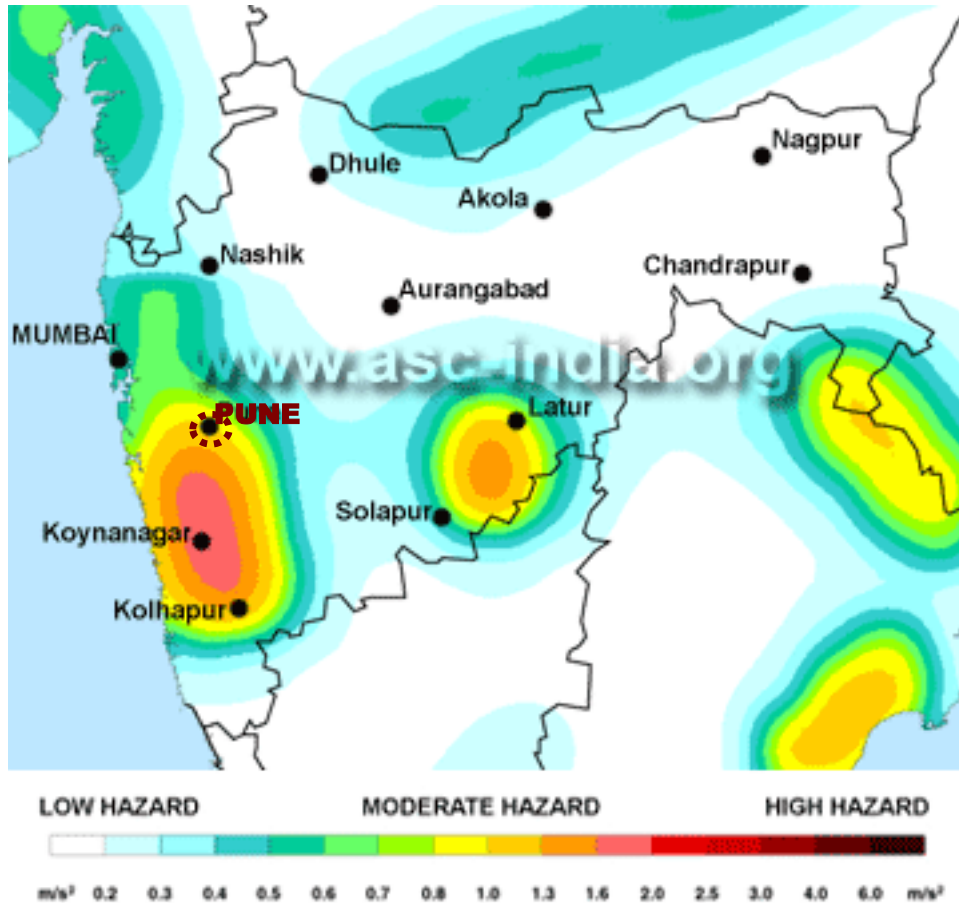 Nagpur
Dhule
Akola
Nashik
Chandrapur
Aurangabad
MUMBAI
www.asc-india.org
PUNE
Latur
Solapur
Koynanagar
Kolhapur
LOW HAZARD MODERATE HAZARD HIGH HAZARD
m/s² 0.2 0.3 0.4 0.5 0.6 0.7 0.8 1.0 1.3 1.6 2.0 2.5 3.0 4.0 6.0 m/s²